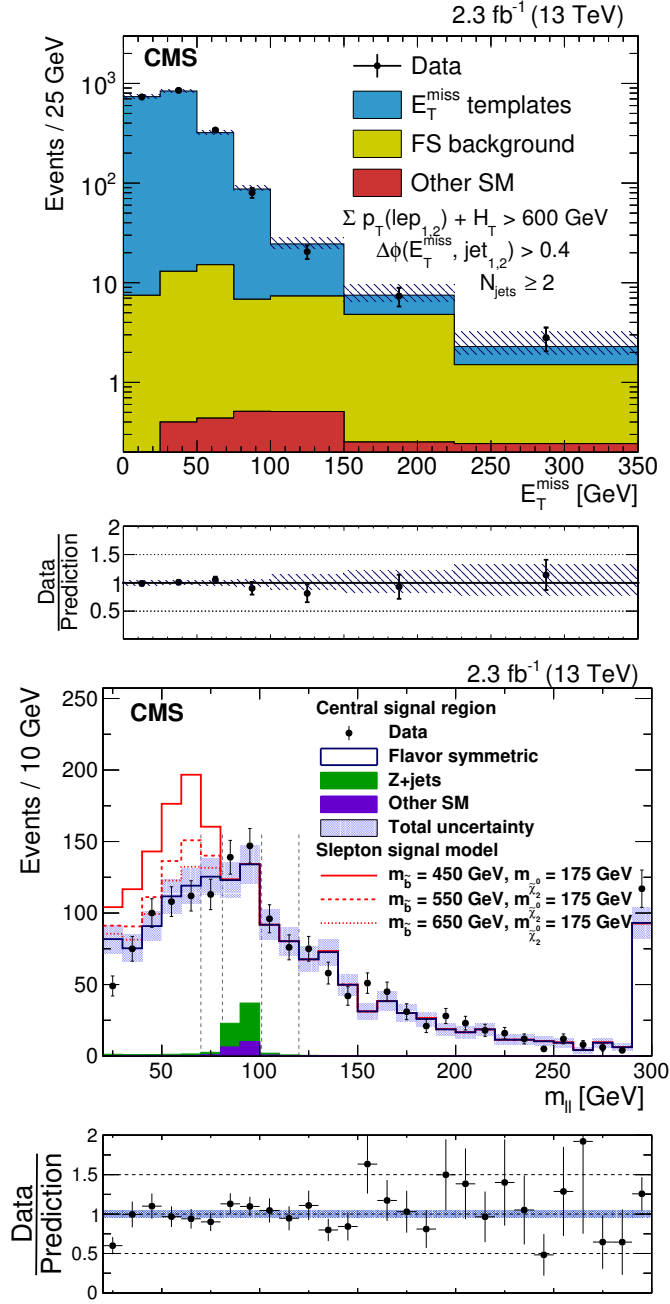 2.3 fb⁻¹ (13 TeV)
CMS
Events / 25 GeV
10³
10²
10
1
Data
E_T^miss templates
FS background
Other SM
Σ p_T(lep_1,2) + H_T > 600 GeV
Δϕ(E_T^miss, jet_1,2) > 0.4
N_jets ≥ 2
0 50 100 150 200 250 300 350
E_T^miss [GeV]
Data
Prediction
2
1.5
1
0.5
2.3 fb⁻¹ (13 TeV)
CMS
Events / 10 GeV
250
200
150
100
50
0
Central signal region
Data
Flavor symmetric
Z+jets
Other SM
Total uncertainty
Slepton signal model
m_b̃ = 450 GeV, m_χ̃₂⁰ = 175 GeV
m_b̃ = 550 GeV, m_χ̃₂⁰ = 175 GeV
m_b̃ = 650 GeV, m_χ̃₂⁰ = 175 GeV
50 100 150 200 250 300
m_ll [GeV]
Data
Prediction
2
1.5
1
0.5
0